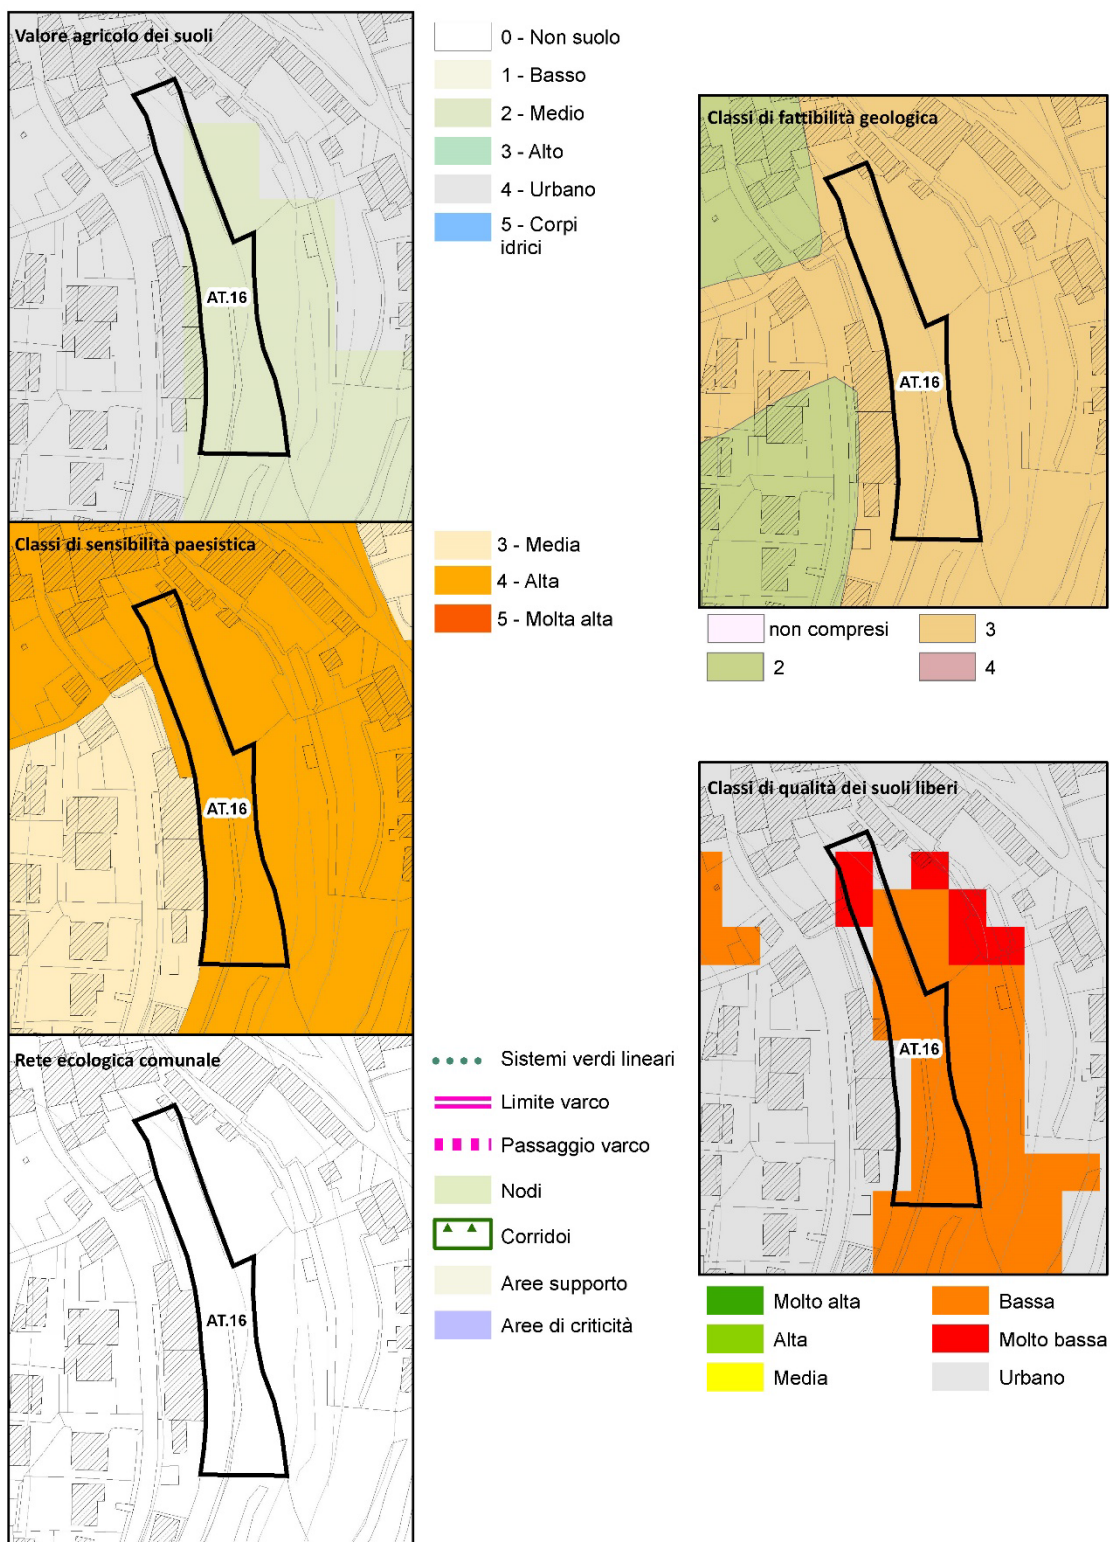 Valore agricolo dei suoli
AT.16
0 - Non suolo
1 - Basso
2 - Medio
3 - Alto
4 - Urbano
5 - Corpi
idrici
Classi di sensibilità paesistica
AT.16
3 - Media
4 - Alta
5 - Molta alta
Rete ecologica comunale
AT.16
Sistemi verdi lineari
Limite varco
Passaggio varco
Nodi
Corridoi
Aree supporto
Aree di criticità
Classi di fattibilità geologica
AT.16
non compresi
3
2
4
Classi di qualità dei suoli liberi
AT.16
Molto alta
Bassa
Alta
Molto bassa
Media
Urbano